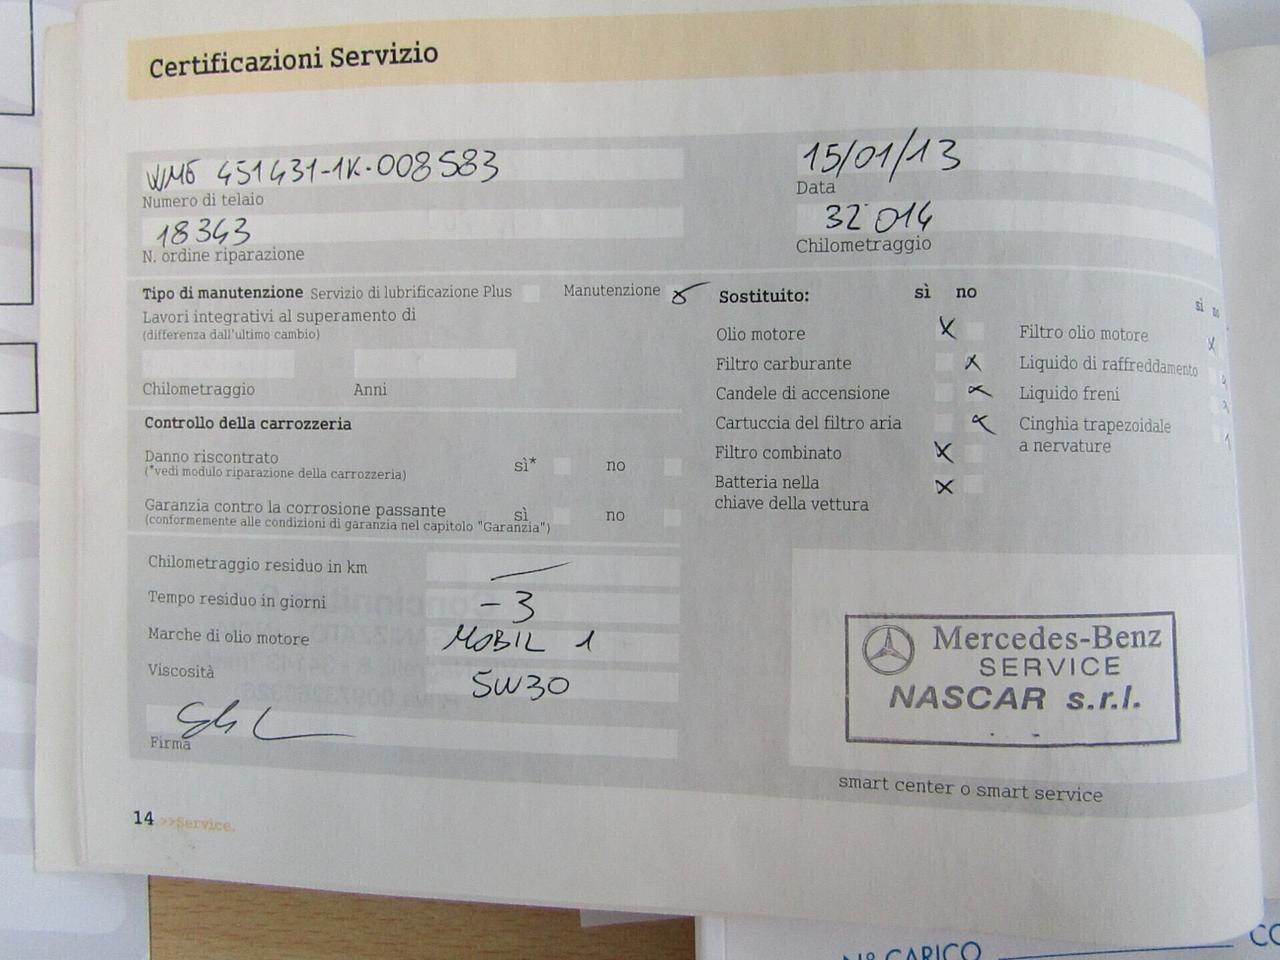 Certificazioni Servizio
WME 451431-1K-008583
Numero di telaio
15/01/13
Data
18343
N. ordine riparazione
32 014
Chilometraggio
Tipo di manutenzione Servizio di lubrificazione Plus Manutenzione X
Lavori integrativi al superamento di
(differenza dall'ultimo cambio)
Chilometraggio Anni
Controllo della carrozzeria
Danno riscontrato sì* no
(*vedi modulo riparazione della carrozzeria)
Garanzia contro la corrosione passante sì no
(conformemente alle condizioni di garanzia nel capitolo "Garanzia")
Chilometraggio residuo in km —
Tempo residuo in giorni -3
Marche di olio motore MOBIL 1
Viscosità 5W30
Firma
Sostituito: sì no
Olio motore X
Filtro carburante X
Candele di accensione X
Cartuccia del filtro aria X
Filtro combinato X
Batteria nella X
chiave della vettura
sì no
Filtro olio motore X
Liquido di raffreddamento
Liquido freni
Cinghia trapezoidale
a nervature
Mercedes-Benz
SERVICE
NASCAR s.r.l.
smart center o smart service
14 >>Service.
N° CARICO
CO